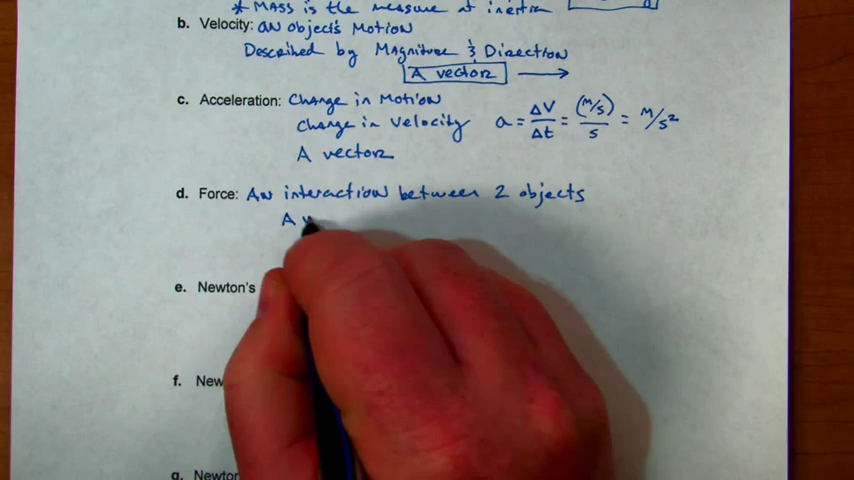 * Mass is the measure of inertia
b. Velocity: an object's Motion
Described by Magnitude & Direction
A vector
c. Acceleration: Change in Motion
Change in velocity a = ΔV/Δt = (m/s)/s = m/s²
A vector
d. Force: An interaction between 2 objects
A v
e. Newton's
f. New
g. Newton